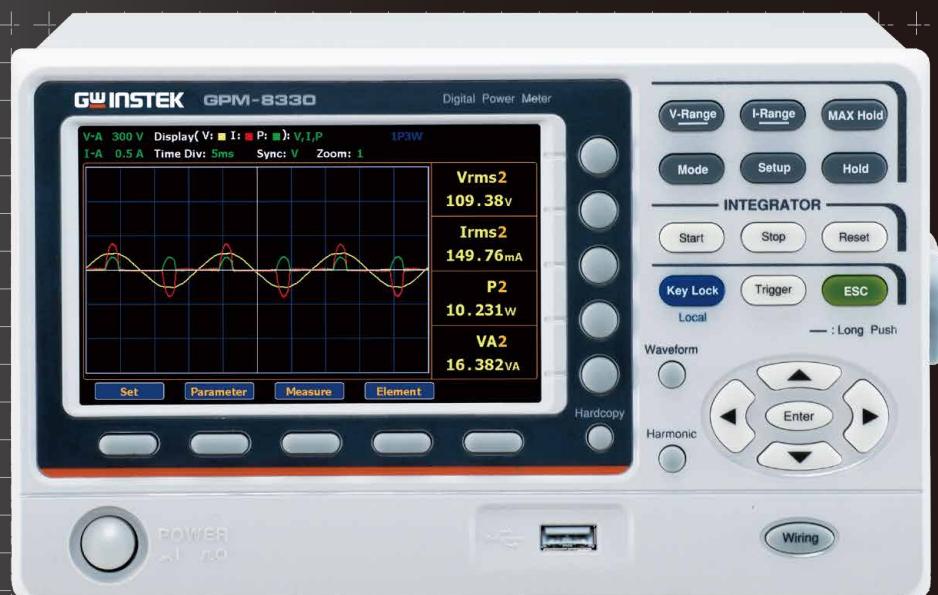 GW INSTEK GPM-8330 Digital Power Meter
V-A 300 V Display( V: I: P: ): V,I,P 1P3W
I-A 0.5 A Time Div: 5ms Sync: V Zoom: 1
Vrms2
109.38V
Irms2
149.76mA
P2
10.231W
VA2
16.382VA
Set Parameter Measure Element
Hardcopy
V-Range I-Range MAX Hold
Mode Setup Hold
INTEGRATOR
Start Stop Reset
Key Lock Trigger ESC
Local
— : Long Push
Waveform
Enter
Harmonic
POWER
Wiring